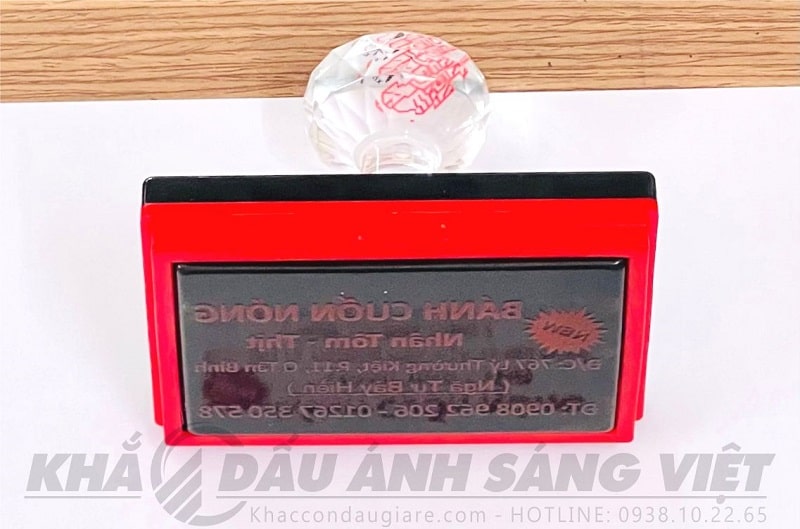 NEW
BÁNH CUỐN NÓNG
Nhân Tôm - Thịt
Đ/C: 767 Lý Thường Kiệt, P.11, Q Tân Bình
( Ngã Tư Bảy Hiền )
ĐT: 0908 962 206 - 01267 350 578
KHẮC DẤU ÁNH SÁNG VIỆT
Khaccondaugiare.com - HOTLINE: 0938.10.22.65